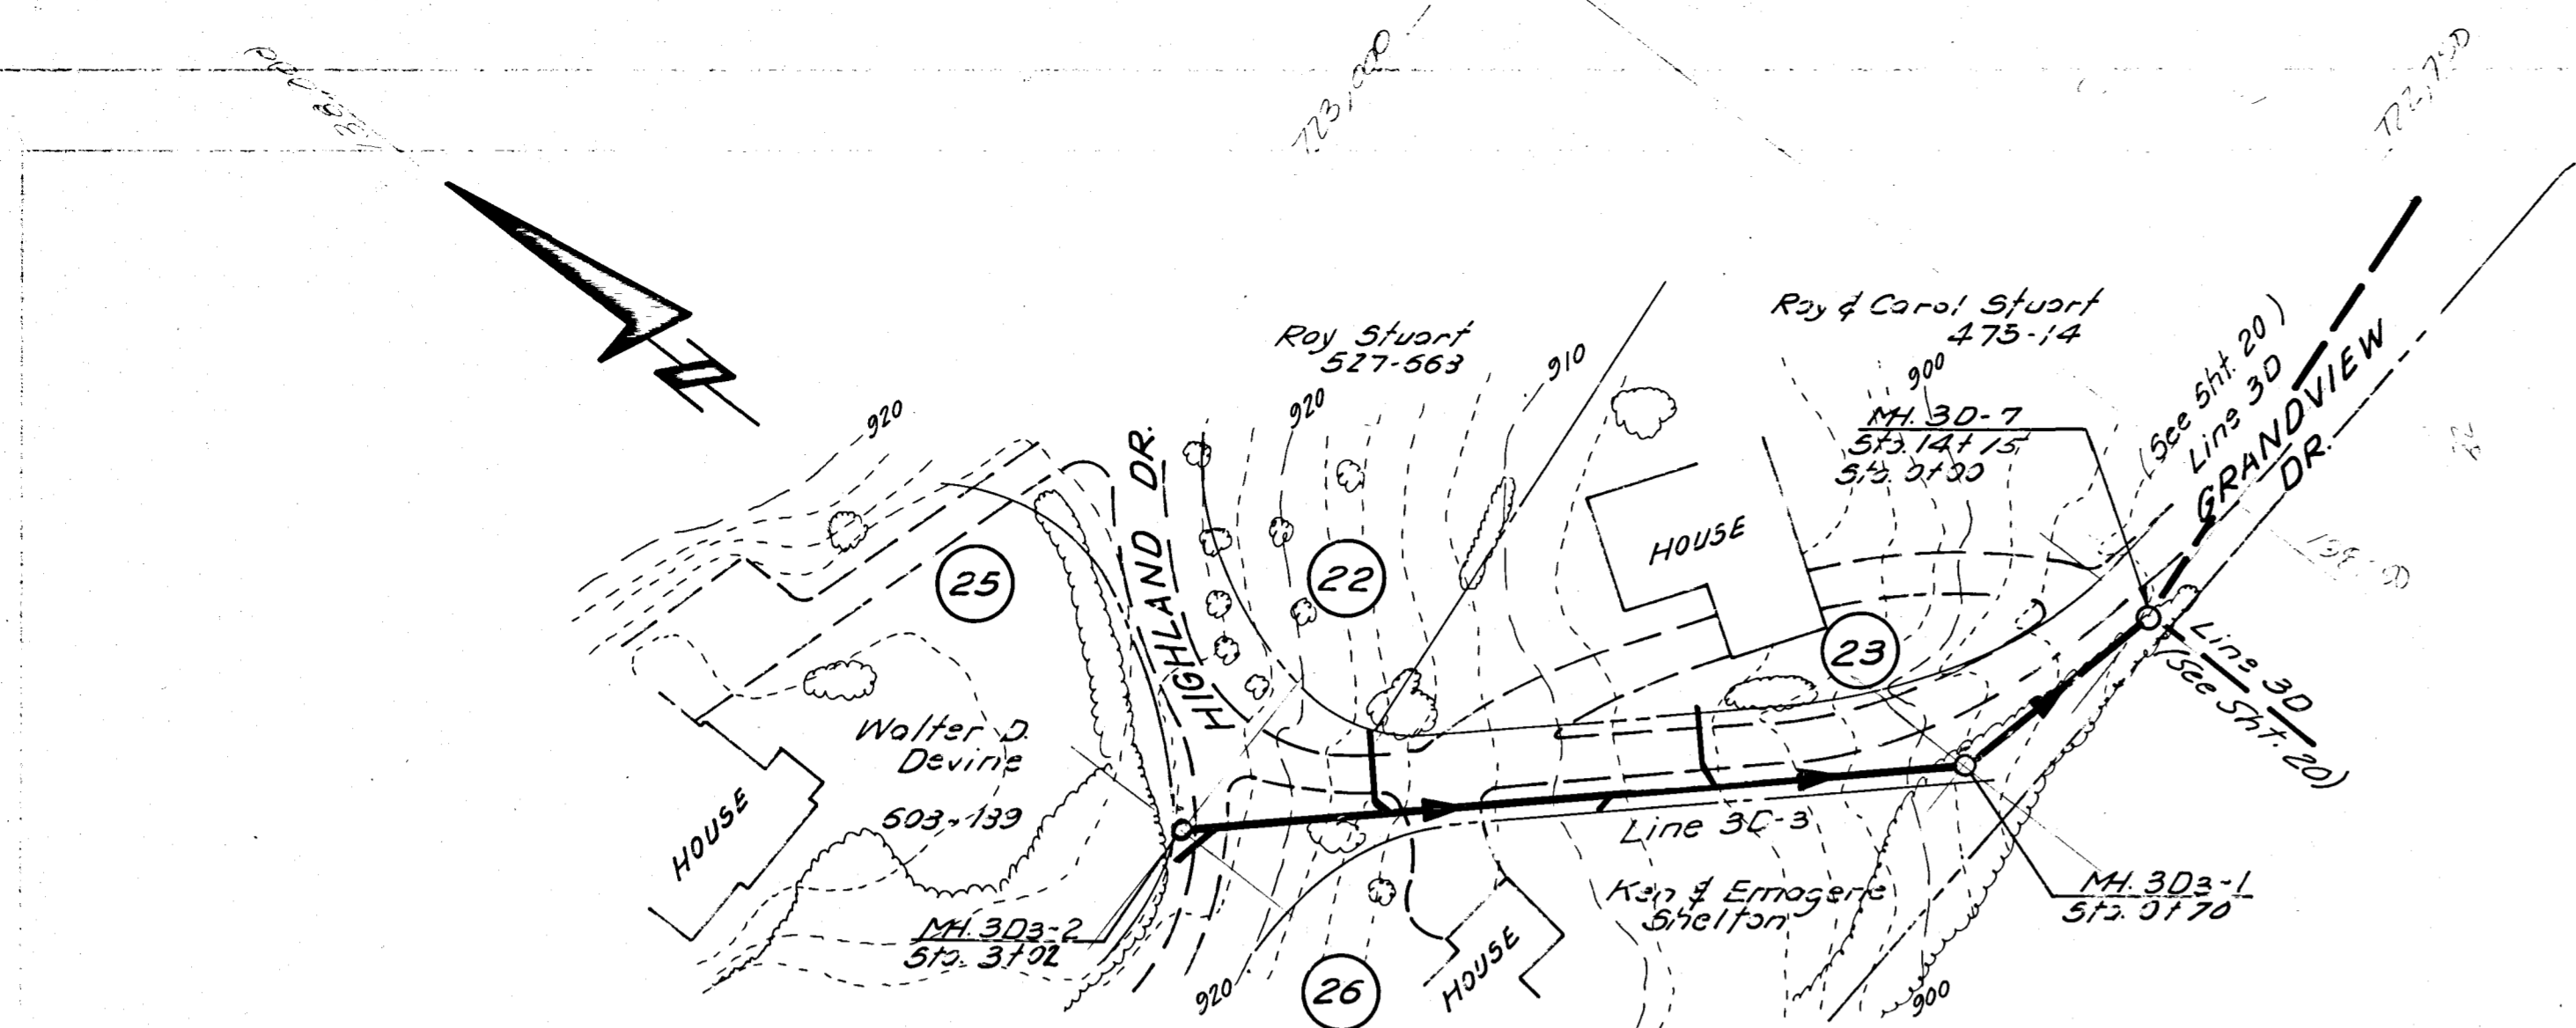 723,000
722,750
N
Roy Stuart
527-563
Roy & Carol Stuart
475-14
920
920
910
900
MH. 3D-7
Sta. 14+15
Sta. 0+00
(See Sht. 20)
Line 3D
GRANDVIEW
DR.
HIGHLAND DR.
HOUSE
25
22
23
Line 3D
(See Sht. 20)
Walter D.
Devine
603-139
HOUSE
Line 3D-3
MH. 3D3-2
Sta. 3+02
Ken & Emogene
Shelton
MH. 3D3-1
Sta. 0+70
920
26
HOUSE
900